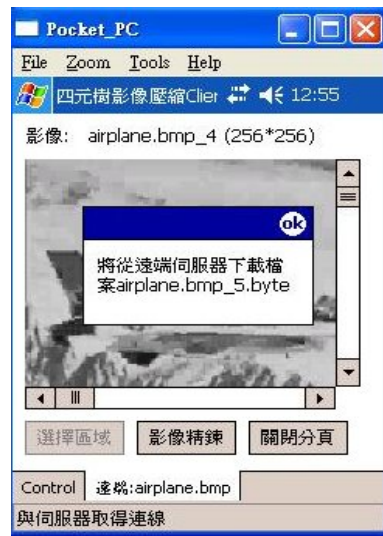 Pocket_PC
File Zoom Tools Help
四元樹影像壓縮Clier 12:55
影像: airplane.bmp_4 (256*256)
ok
將從遠端伺服器下載檔
案airplane.bmp_5.byte
選擇區域 影像精鍊 關閉分頁
Control 遠端:airplane.bmp
與伺服器取得連線